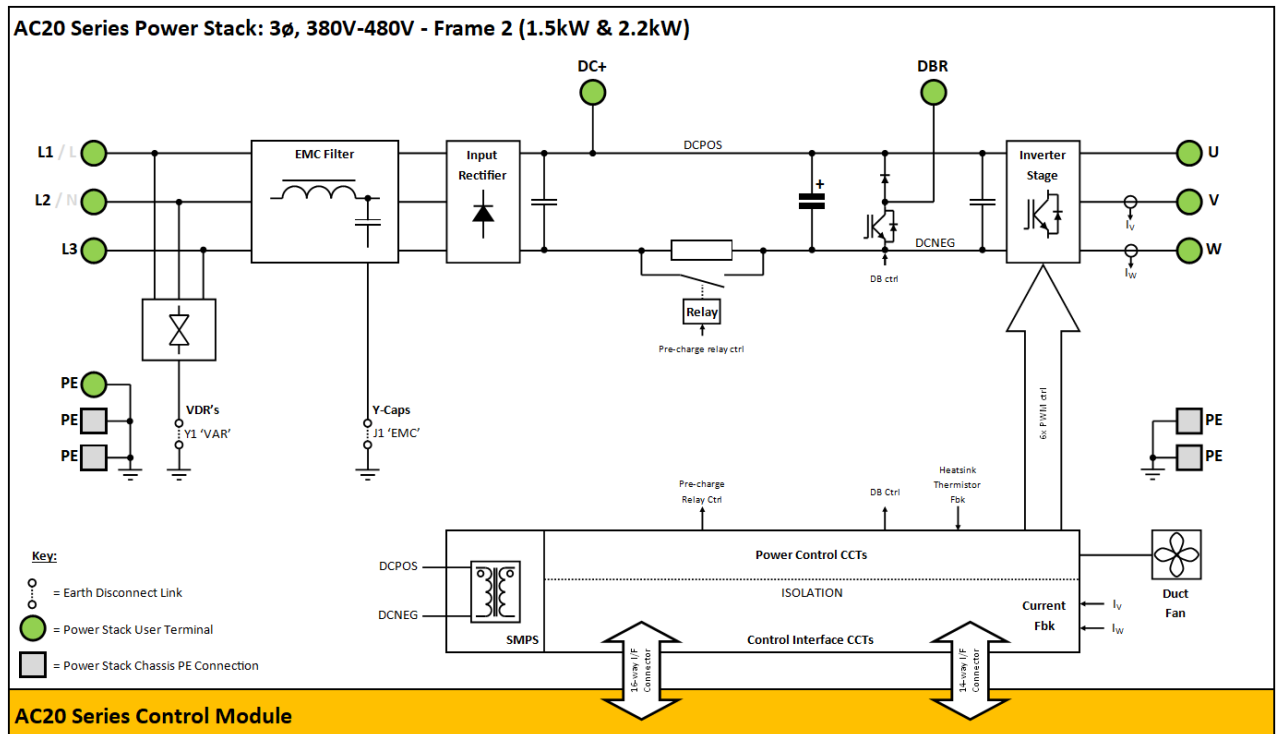 AC20 Series Power Stack: 3ø, 380V-480V - Frame 2 (1.5kW & 2.2kW)
DC+
DBR
L1 / L
L2 / N
L3
EMC Filter
Input
Rectifier
DCPOS
+
DCNEG
DB ctrl
Inverter
Stage
U
V
W
IV
IW
Relay
Pre-charge relay ctrl
PE
PE
PE
VDR's
Y1 'VAR'
Y-Caps
J1 'EMC'
6x PWM ctrl
PE
PE
Pre-charge
Relay Ctrl
DB Ctrl
Heatsink
Thermistor
Fbk
DCPOS
DCNEG
SMPS
Power Control CCTs
ISOLATION
Control Interface CCTs
Current
Fbk
IV
IW
Duct
Fan
Key:
= Earth Disconnect Link
= Power Stack User Terminal
= Power Stack Chassis PE Connection
16-way I/F
Connector
14-way I/F
Connector
AC20 Series Control Module